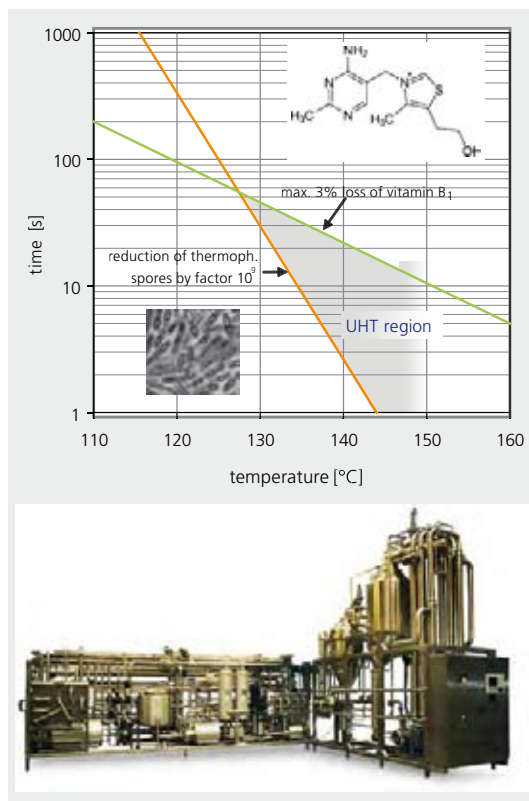 1000
100
10
1
time [s]
NH₂
N
N
H₃C
N⁺
S
CH₃
OH
max. 3% loss of vitamin B₁
reduction of thermoph.
spores by factor 10⁹
UHT region
110 120 130 140 150 160
temperature [°C]